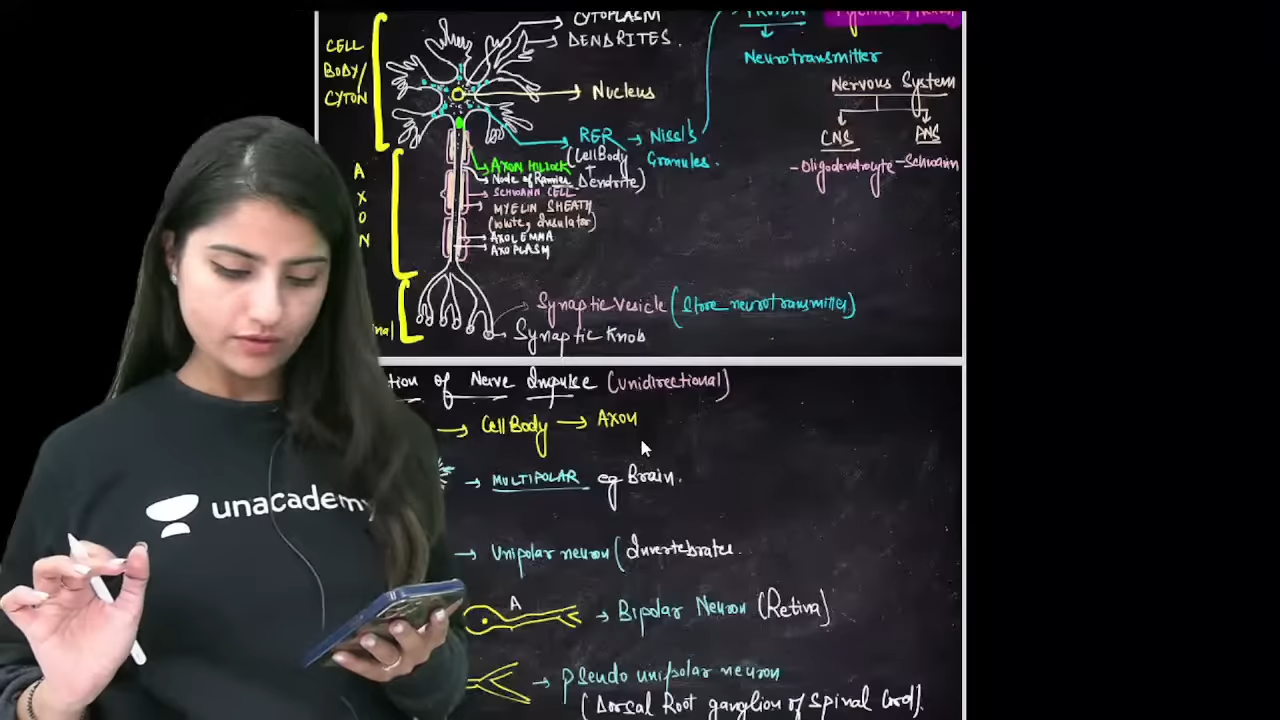 CYTOPLASM
DENDRITES.
CELL
BODY/
CYTON
Nucleus
RER → Nissl's
(Cell Body Granules.
+
Dendrite)
Neurotransmitter
Nervous System
CNS PNS
- Oligodendrocyte - Schwann
A
X
O
N
AXON HILLOCK
Node of Ranvier
SCHWANN CELL
MYELIN SHEATH
(White, Insulator)
AXOLEMMA
AXOPLASM
Synaptic Vesicle (Store neurotransmitter)
Synaptic Knob
inal
tion of Nerve Impulse (unidirectional)
→ Cell Body → Axon
→ MULTIPOLAR eg Brain.
→ Unipolar neuron (Invertebrates.
A → Bipolar Neuron (Retina)
→ Pseudo unipolar neuron
(Dorsal Root ganglion of Spinal Cord).
unacademy